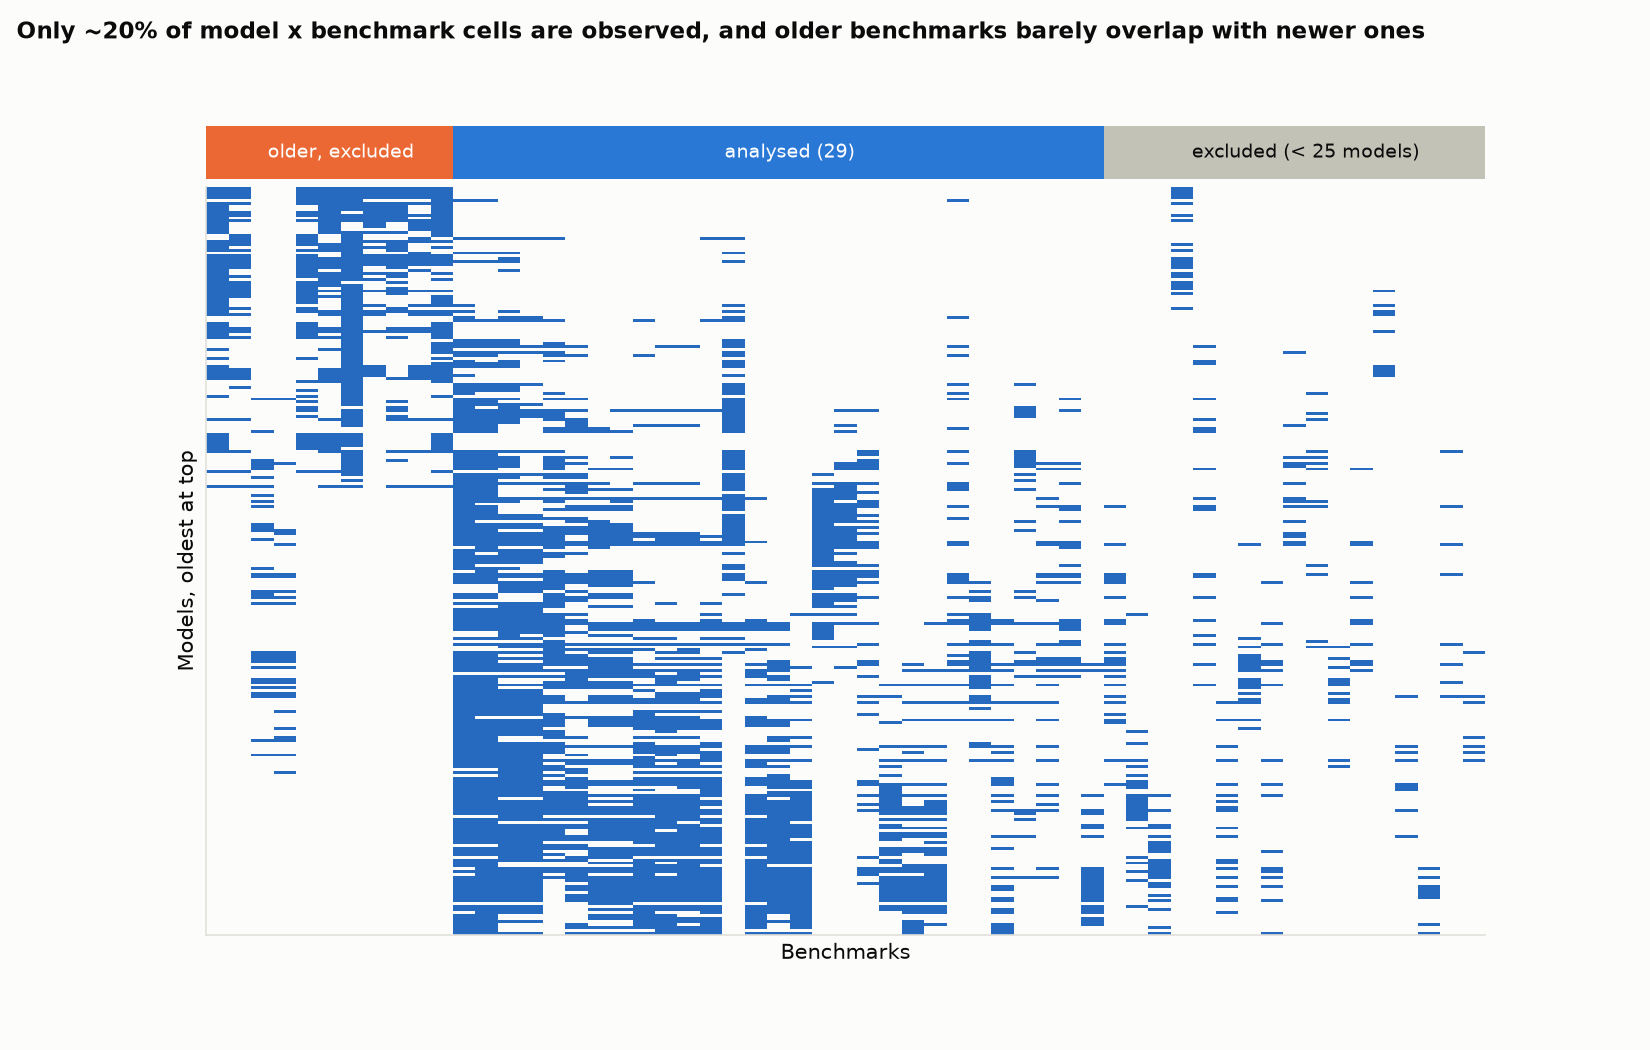 Only ~20% of model x benchmark cells are observed, and older benchmarks barely overlap with newer ones
older, excluded
analysed (29)
excluded (< 25 models)
Models, oldest at top
Benchmarks